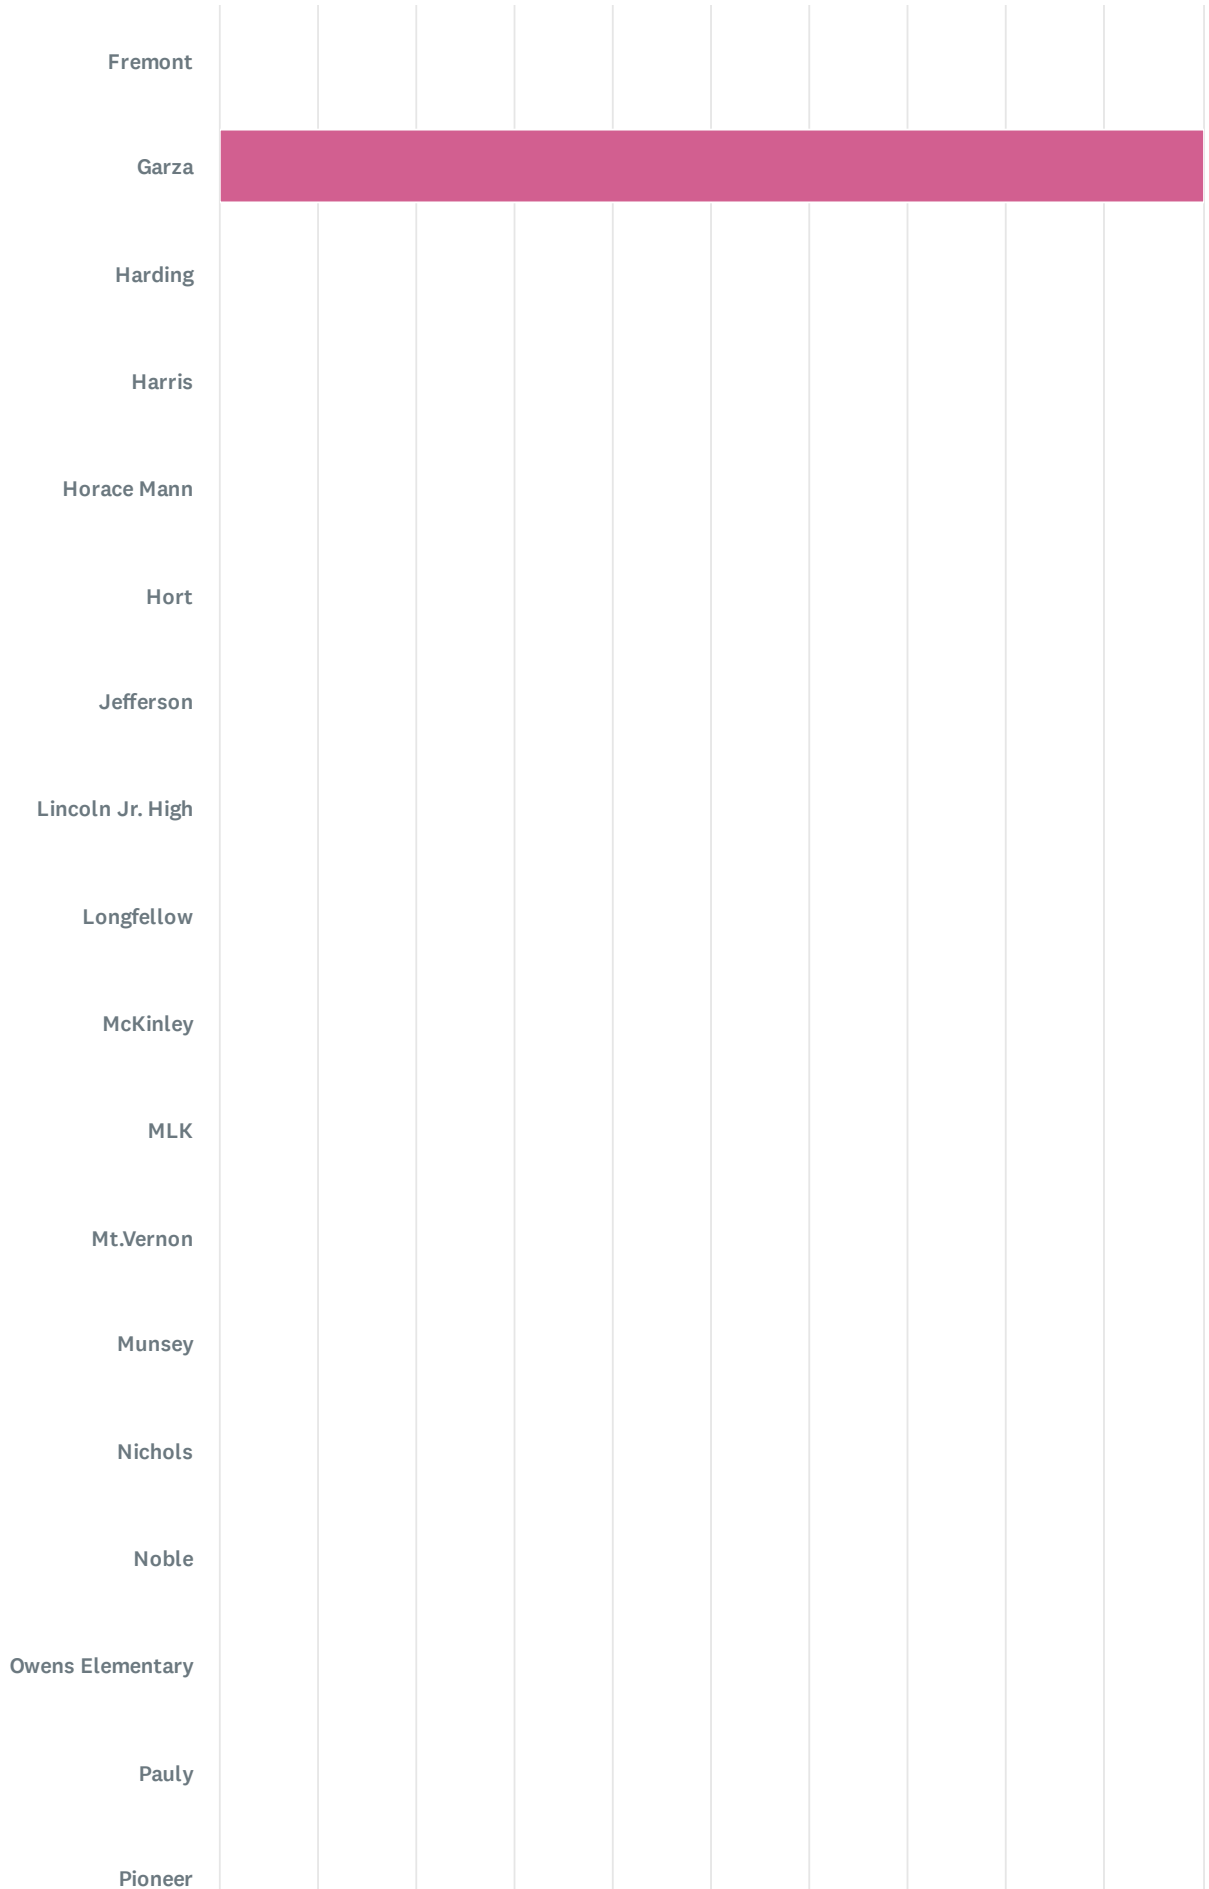 Fremont
Garza
Harding
Harris
Horace Mann
Hort
Jefferson
Lincoln Jr. High
Longfellow
McKinley
MLK
Mt.Vernon
Munsey
Nichols
Noble
Owens Elementary
Pauly
Pioneer